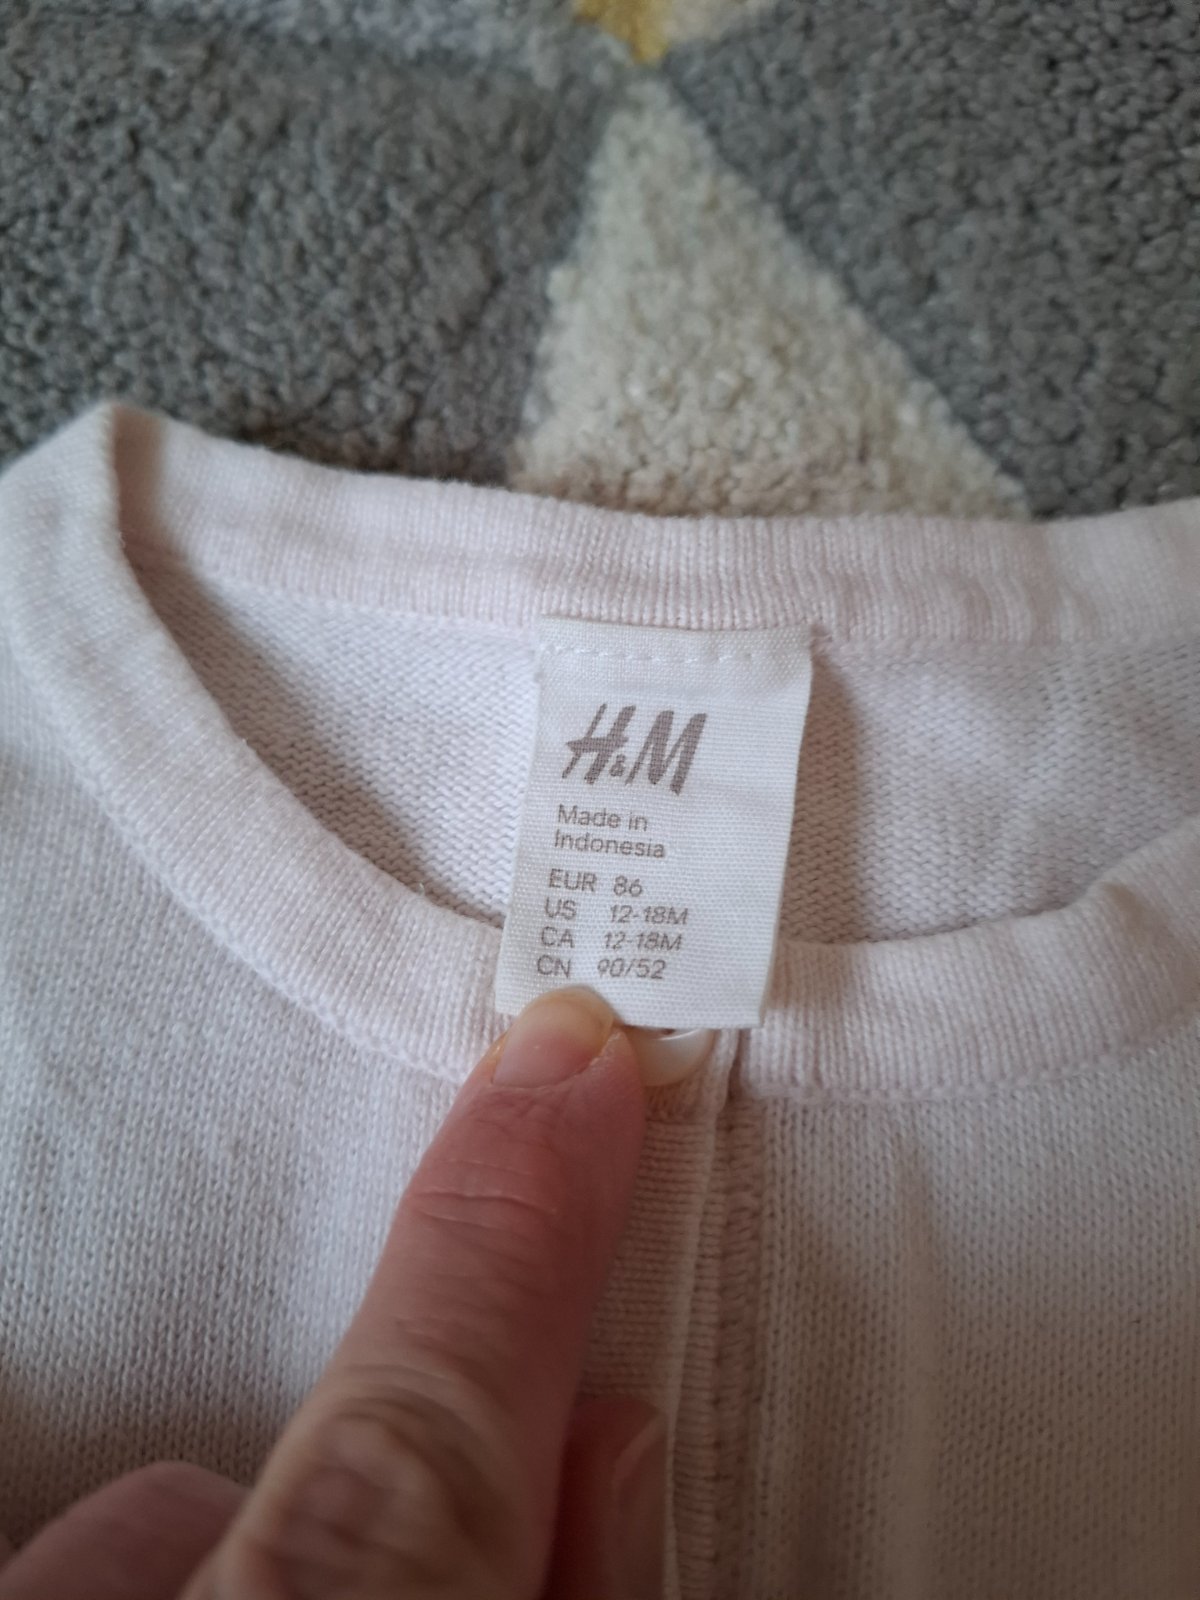 H&M
Made in
Indonesia
EUR 86
US 12-18M
CA 12-18M
CN 90/52